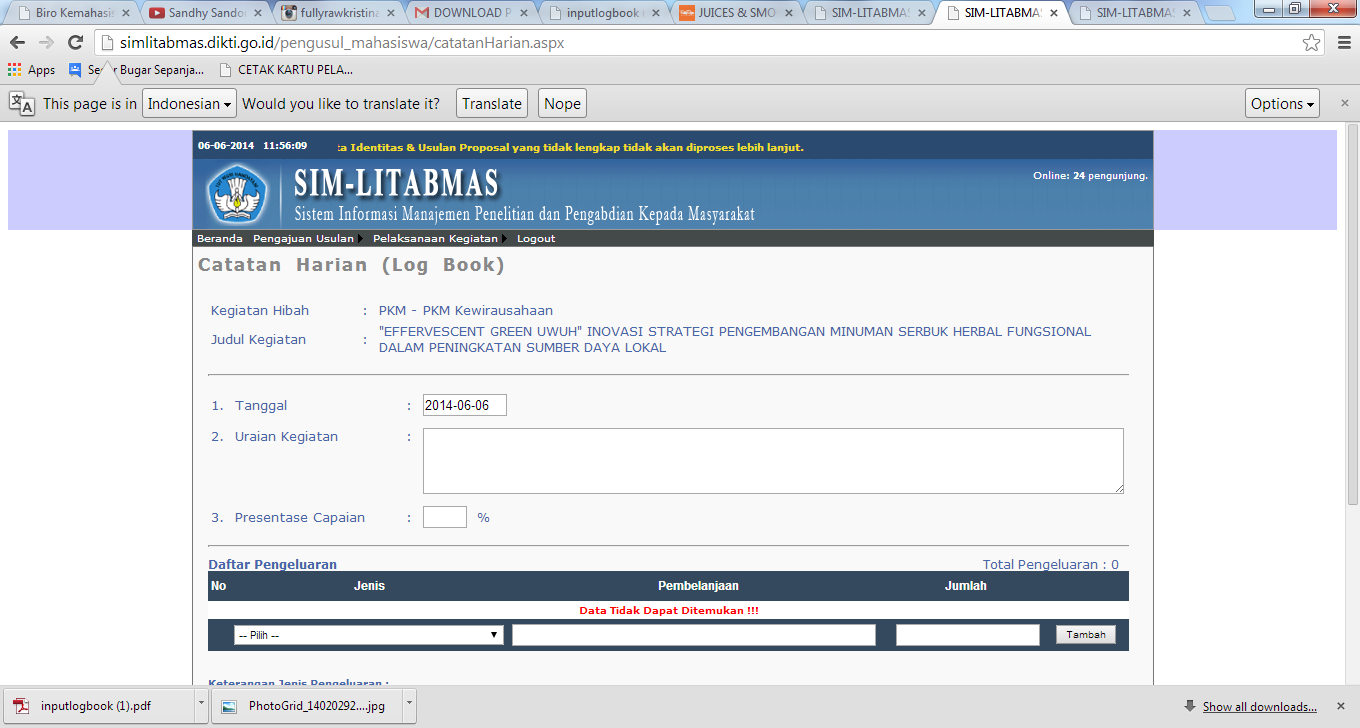 Biro Kemahasis
Sandhy Sando
fullyrawkristina
DOWNLOAD P
inputlogbook
JUICES & SMO
SIM-LITABMAS
SIM-LITABMAS
SIM-LITABMAS
simlitabmas.dikti.go.id/pengusul_mahasiswa/catatanHarian.aspx
Apps
Bugar Sepanja...
CETAK KARTU PELA...
This page is in Indonesian Would you like to translate it? Translate Nope Options
06-06-2014 11:56:09
:a Identitas & Usulan Proposal yang tidak lengkap tidak akan diproses lebih lanjut.
SIM-LITABMAS
Online: 24 pengunjung.
Sistem Informasi Manajemen Penelitian dan Pengabdian Kepada Masyarakat
Beranda Pengajuan Usulan Pelaksanaan Kegiatan Logout
Catatan Harian (Log Book)
Kegiatan Hibah : PKM - PKM Kewirausahaan
Judul Kegiatan : "EFFERVESCENT GREEN UWUH" INOVASI STRATEGI PENGEMBANGAN MINUMAN SERBUK HERBAL FUNGSIONAL
DALAM PENINGKATAN SUMBER DAYA LOKAL
1. Tanggal : 2014-06-06
2. Uraian Kegiatan :
3. Presentase Capaian : %
Daftar Pengeluaran Total Pengeluaran : 0
No Jenis Pembelanjaan Jumlah
Data Tidak Dapat Ditemukan !!!
-- Pilih -- Tambah
Keterangan Jenis Pengeluaran :
inputlogbook (1).pdf
PhotoGrid_14020292....jpg
Show all downloads...